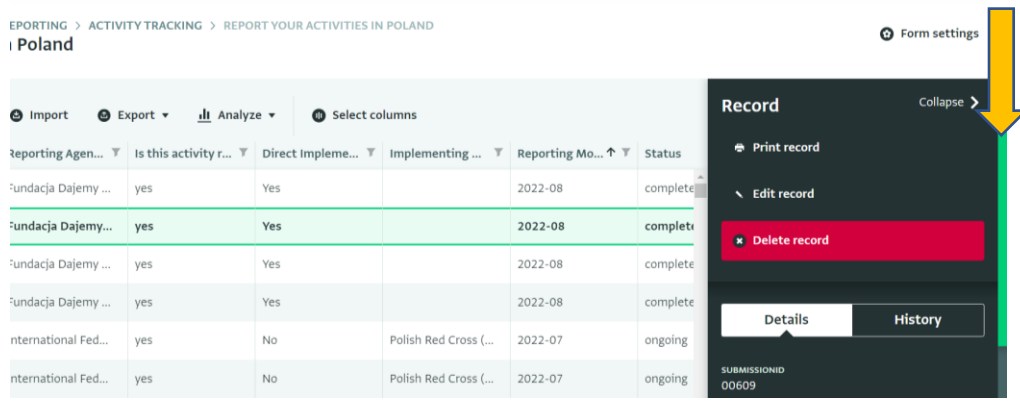 EPORTING > ACTIVITY TRACKING > REPORT YOUR ACTIVITIES IN POLAND
Poland
Form settings
Import Export Analyze Select columns
Reporting Agen... Is this activity r... Direct Impleme... Implementing ... Reporting Mo... Status
Fundacja Dajemy ... yes Yes 2022-08 complete
Fundacja Dajemy... yes Yes 2022-08 complete
Fundacja Dajemy ... yes Yes 2022-08 complete
Fundacja Dajemy ... yes Yes 2022-08 complete
nternational Fed... yes No Polish Red Cross (... 2022-07 ongoing
nternational Fed... yes No Polish Red Cross (... 2022-07 ongoing
Record Collapse
Print record
Edit record
Delete record
Details History
SUBMISSIONID
00609